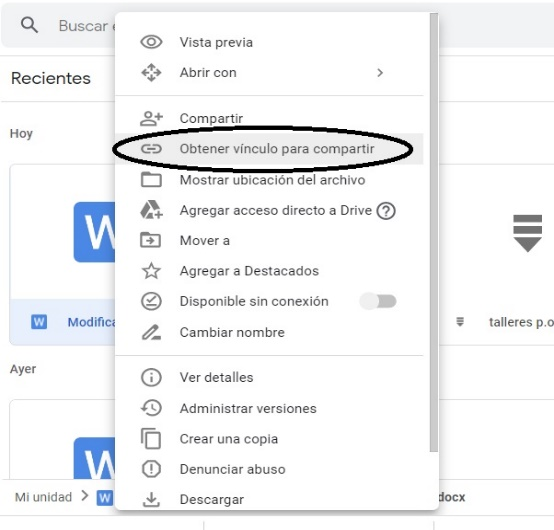 Buscar
Vista previa
Recientes
Abrir con
Compartir
Hoy
Obtener vínculo para compartir
Mostrar ubicación del archivo
Agregar acceso directo a Drive ?
W
Mover a
Agregar a Destacados
Disponible sin conexión
W
talleres p.o
Cambiar nombre
Ayer
Ver detalles
Administrar versiones
Crear una copia
W
Denunciar abuso
Mi unidad > W docx
Descargar